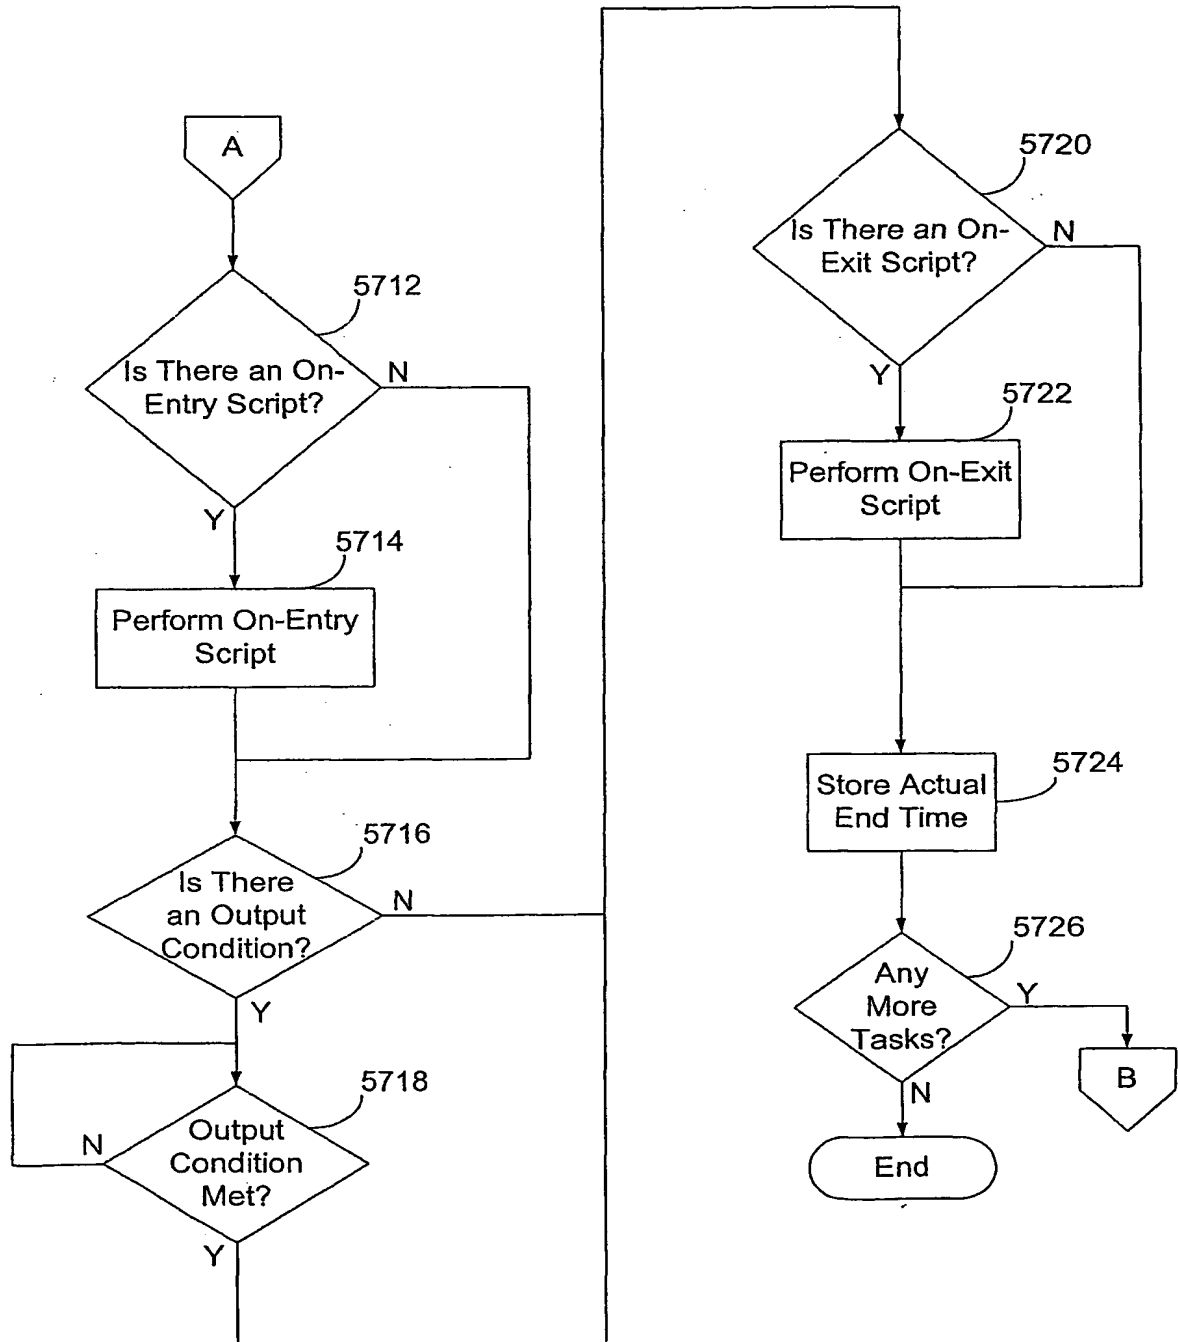 A
5712
Is There an On-
Entry Script?
N
Y
5714
Perform On-Entry
Script
5716
Is There
an Output
Condition?
N
Y
5718
Output
Condition
Met?
N
Y
5720
Is There an On-
Exit Script?
N
Y
5722
Perform On-Exit
Script
5724
Store Actual
End Time
5726
Any
More
Tasks?
Y
B
N
End